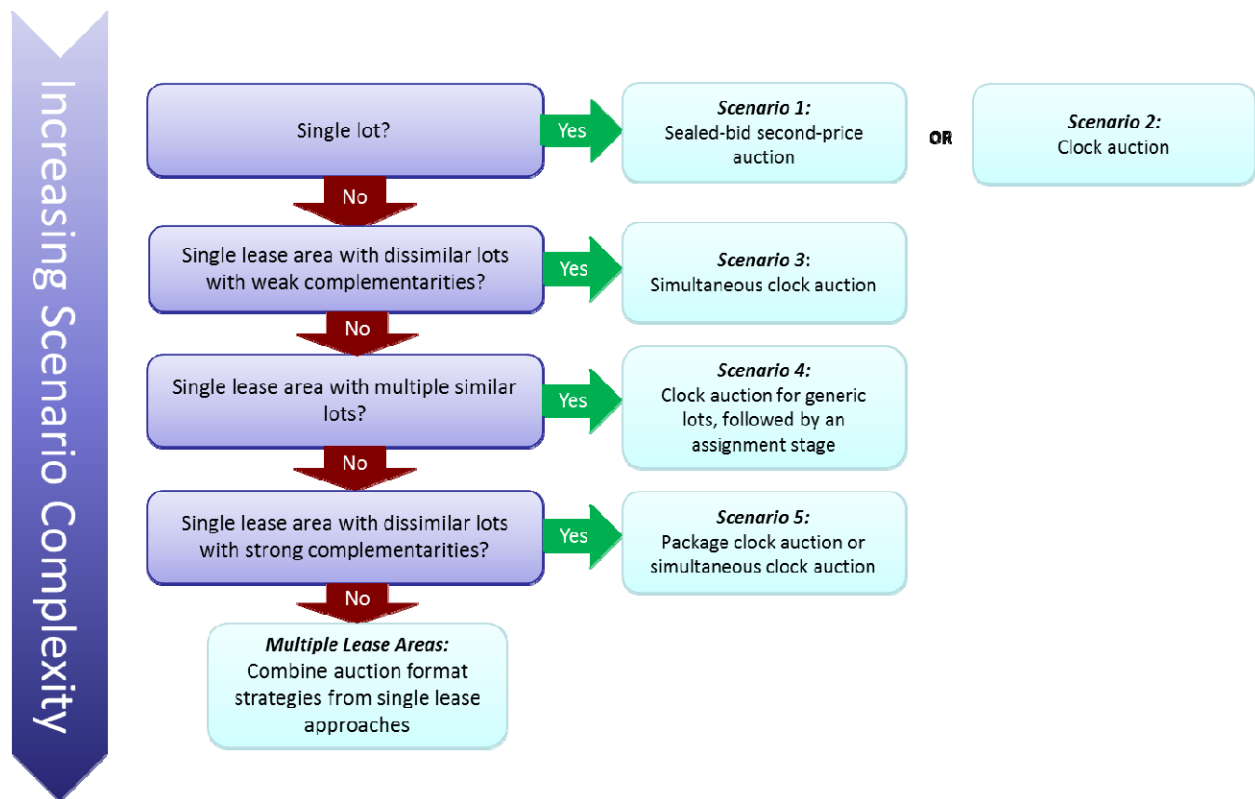 Increasing Scenario Complexity
Single lot?
Yes
Scenario 1:
Sealed-bid second-price
auction
OR
Scenario 2:
Clock auction
No
Single lease area with dissimilar lots
with weak complementarities?
Yes
Scenario 3:
Simultaneous clock auction
No
Single lease area with multiple similar
lots?
Yes
Scenario 4:
Clock auction for generic
lots, followed by an
assignment stage
No
Single lease area with dissimilar lots
with strong complementarities?
Yes
Scenario 5:
Package clock auction or
simultaneous clock auction
No
Multiple Lease Areas:
Combine auction format
strategies from single lease
approaches